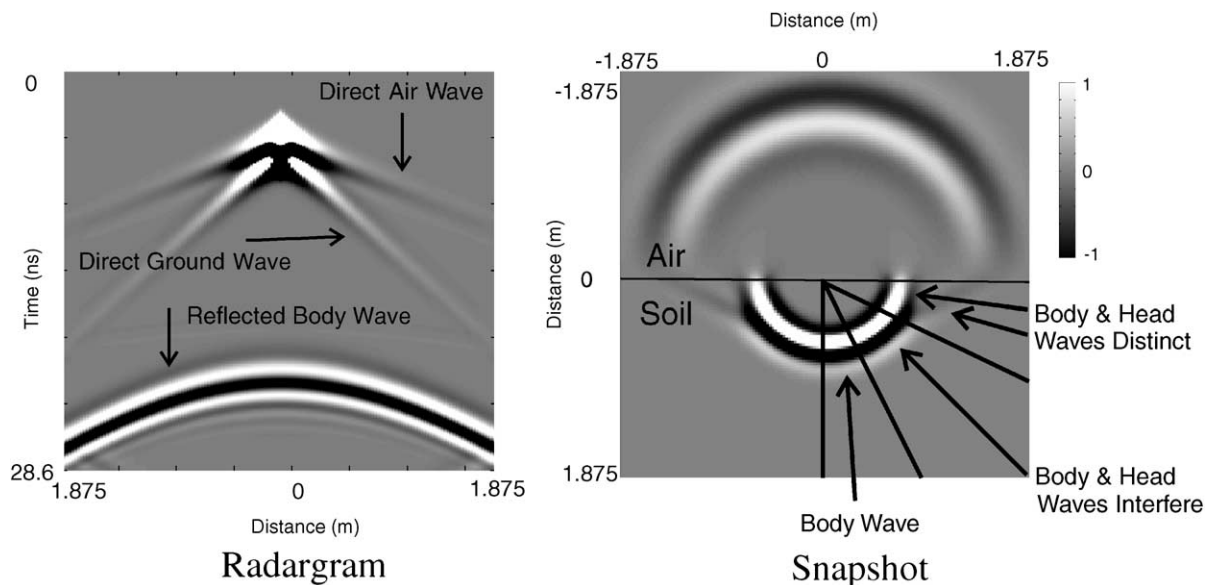 0
Direct Air Wave
Direct Ground Wave
Reflected Body Wave
Time (ns)
28.6
1.875
0
1.875
Distance (m)
Radargram
Distance (m)
-1.875
0
1.875
-1.875
Distance (m)
0
1.875
Air
Soil
1
0
-1
Body & Head
Waves Distinct
Body & Head
Waves Interfere
Body Wave
Snapshot